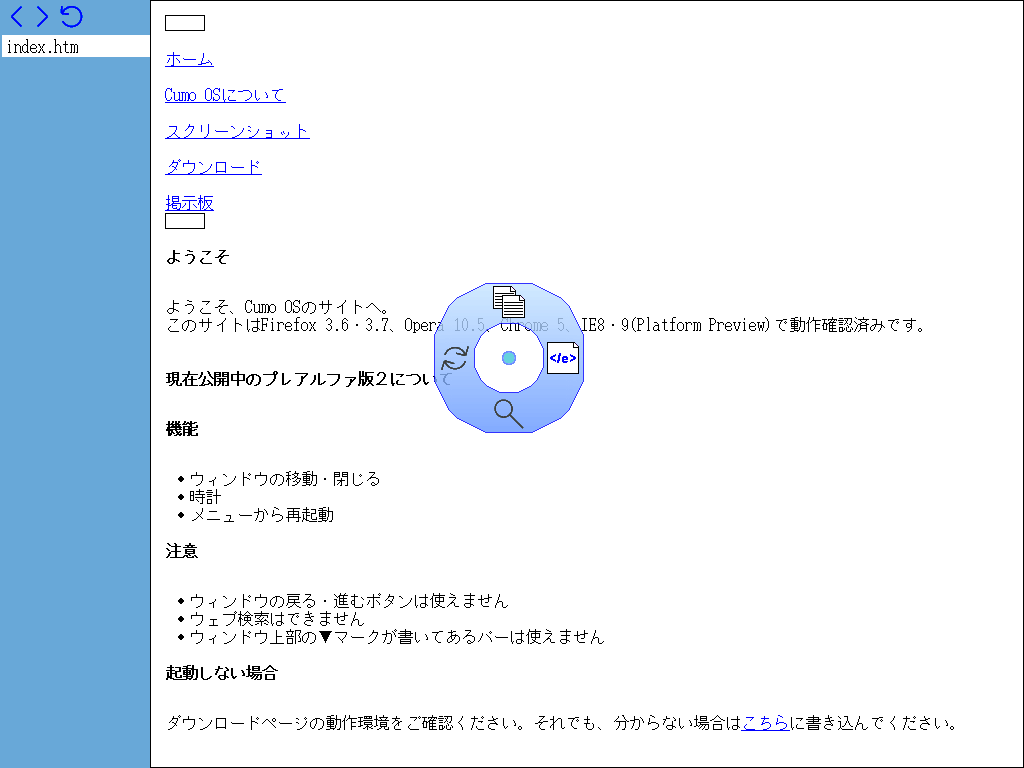 index.htm
ホーム
Cumo OSについて
スクリーンショット
ダウンロード
掲示板
ようこそ
ようこそ、Cumo OSのサイトへ。
このサイトはFirefox 3.6・3.7、Opera 10.5、Chrome 5、IE8・9(Platform Preview)で動作確認済みです。
</e>
現在公開中のプレアルファ版２について
機能
• ウィンドウの移動・閉じる
• 時計
• メニューから再起動
注意
• ウィンドウの戻る・進むボタンは使えません
• ウェブ検索はできません
• ウィンドウ上部の▼マークが書いてあるバーは使えません
起動しない場合
ダウンロードページの動作環境をご確認ください。それでも、分からない場合はこちらに書き込んでください。